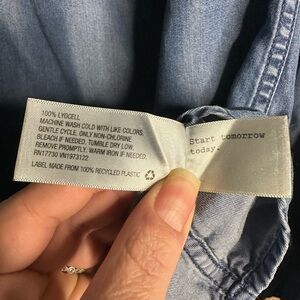 100% LYOCELL
MACHINE WASH COLD WITH LIKE COLORS,
GENTLE CYCLE. ONLY NON-CHLORINE
BLEACH IF NEEDED. TUMBLE DRY LOW.
REMOVE PROMPTLY. WARM IRON IF NEEDED.
RN17730 VN1973122
LABEL MADE FROM 100% RECYCLED PLASTIC
Start tomorrow
today.